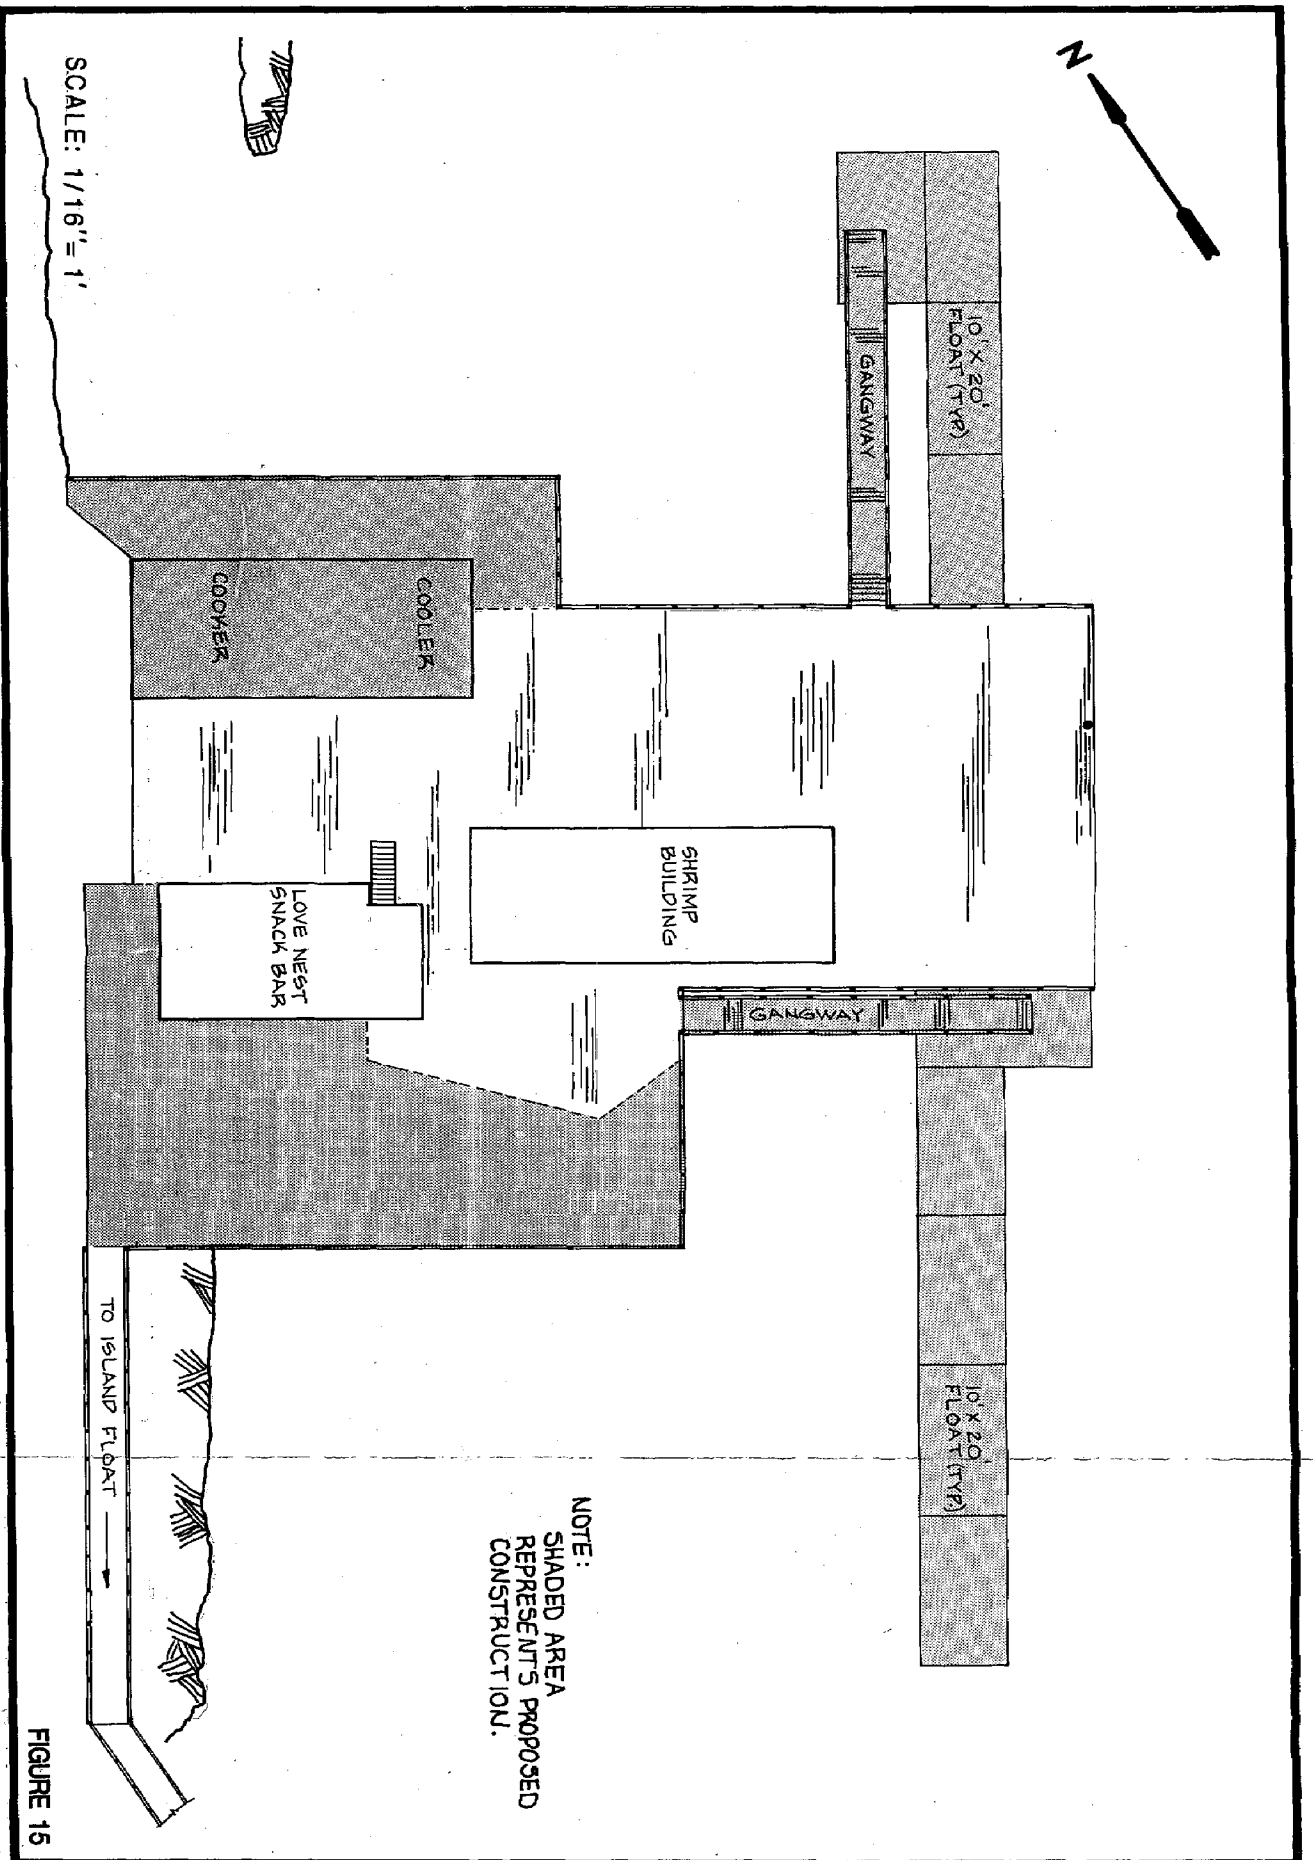 N
10' X 20'
FLOAT (TYP.)
GANGWAY
SCALE: 1/16"= 1'
COOLER
COOKER
SHRIMP
BUILDING
LOVE NEST
SNACK BAR
GANGWAY
10' X 20'
FLOAT (TYP.)
TO ISLAND FLOAT
NOTE:
SHADED AREA
REPRESENTS PROPOSED
CONSTRUCTION.
FIGURE 15